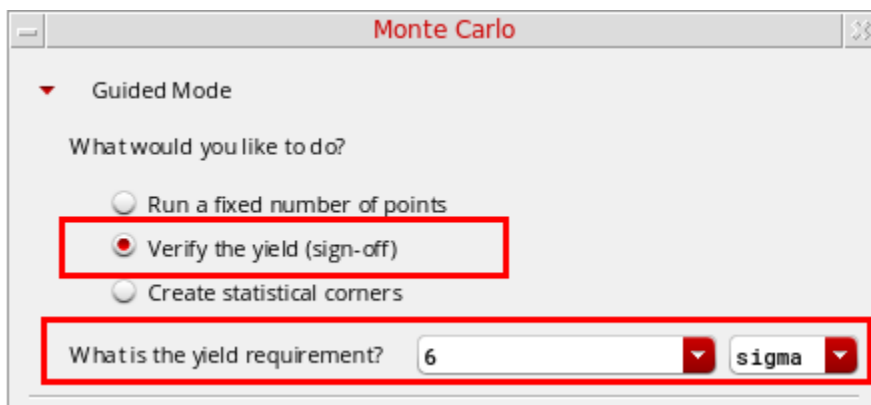 Monte Carlo
Guided Mode
What would you like to do?
Run a fixed number of points
Verify the yield (sign-off)
Create statistical corners
What is the yield requirement? 6 sigma